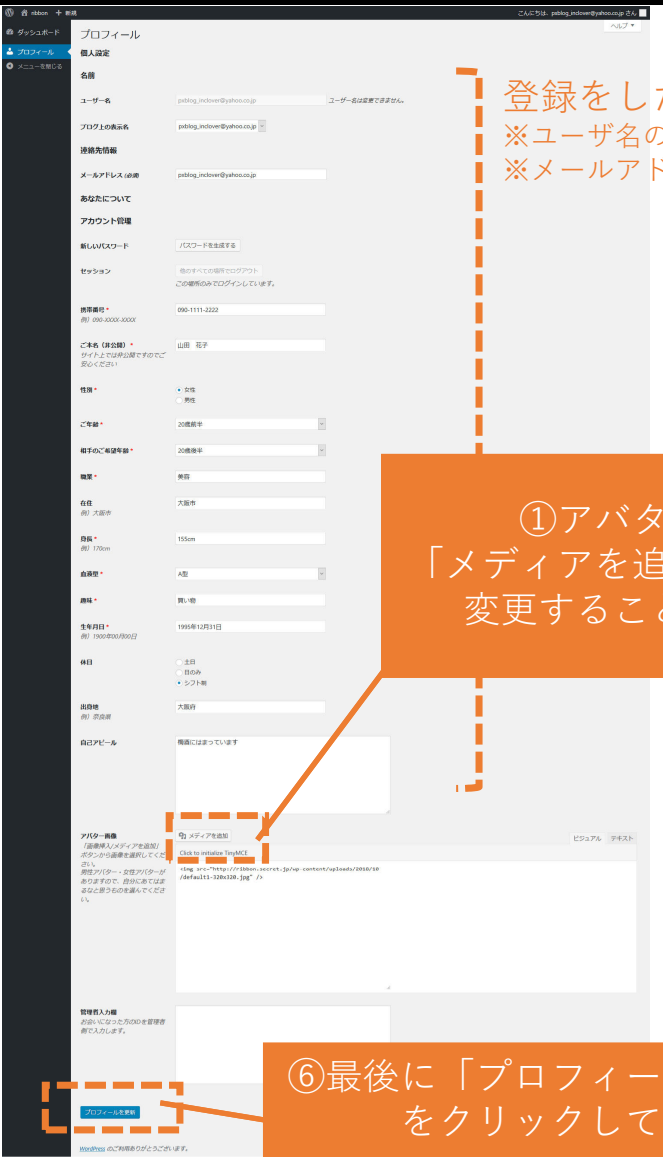 ribbon + 新規
こんにちは、pxblog_inclover@yahoo.co.jp さん
ヘルプ ▼
ダッシュボード
プロフィール
メニューを閉じる
プロフィール
個人設定
名前
ユーザー名
pxblog_inclover@yahoo.co.jp
ユーザー名は変更できません。
ブログ上の表示名
pxblog_inclover@yahoo.co.jp
連絡先情報
メールアドレス (必須)
pxblog_inclover@yahoo.co.jp
あなたについて
アカウント管理
新しいパスワード
パスワードを生成する
セッション
他のすべての場所でログアウト
この場所のみでログインしています。
携帯番号 *
例）090-XXXX-XXXX
090-1111-2222
ご本名（非公開） *
サイト上では非公開ですのでご
安心ください
山田 花子
性別 *
女性
男性
ご年齢 *
20歳前半
相手のご希望年齢 *
20歳後半
職業 *
美容
在住
例）大阪市
大阪市
身長 *
例）170cm
155cm
血液型 *
A型
趣味 *
買い物
生年月日 *
例）1900年00月00日
1995年12月31日
休日
土日
日のみ
シフト制
出身地
例）奈良県
大阪府
自己アピール
にはまっています
アバター画像
「画像挿入/メディアを追加」
ボタンから画像を選択してくだ
さい。
男性アバター・女性アバターが
ありますので、自分にあてはま
るなと思うものを選んでくださ
い。
メディアを追加
ビジュアル テキスト
Click to initialize TinyMCE
<img src="http://ribbon.secret.jp/wp-content/uploads/2018/10
/default1-320x320.jpg" />
管理者入力欄
お会いになった方のIDを管理者
側で入力します。
プロフィールを更新
WordPress のご利用ありがとうございます。
登録をした
※ユーザ名の
※メールアド
①アバタ
「メディアを追
変更すること
⑥最後に「プロフィー
をクリックして